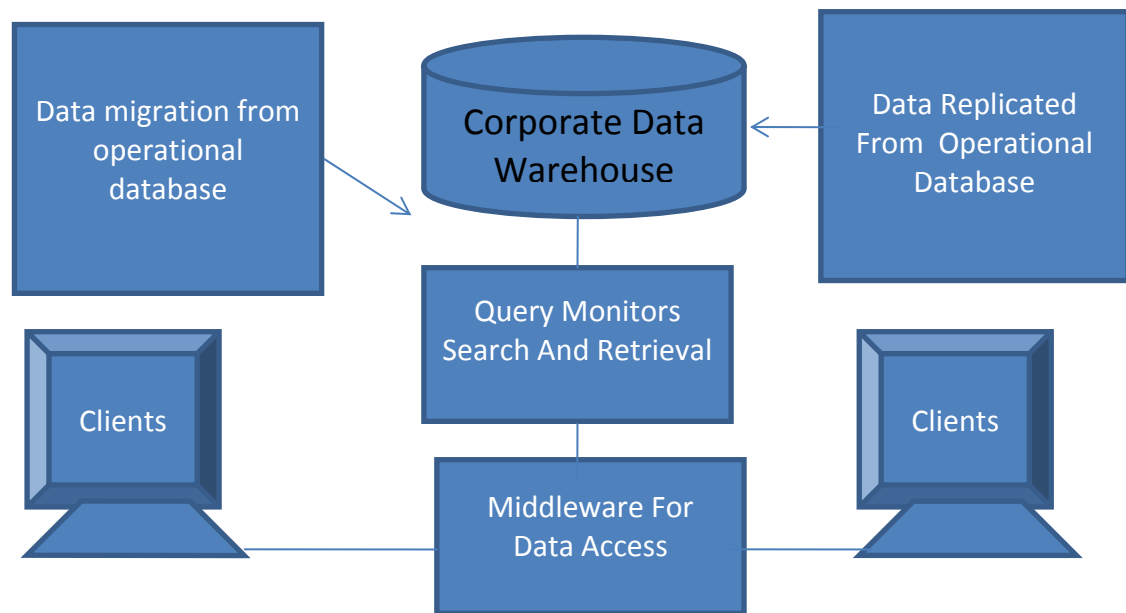 Data migration from
operational
database
Corporate Data
Warehouse
Data Replicated
From  Operational
Database
Query Monitors
Search And Retrieval
Clients
Clients
Middleware For
Data Access